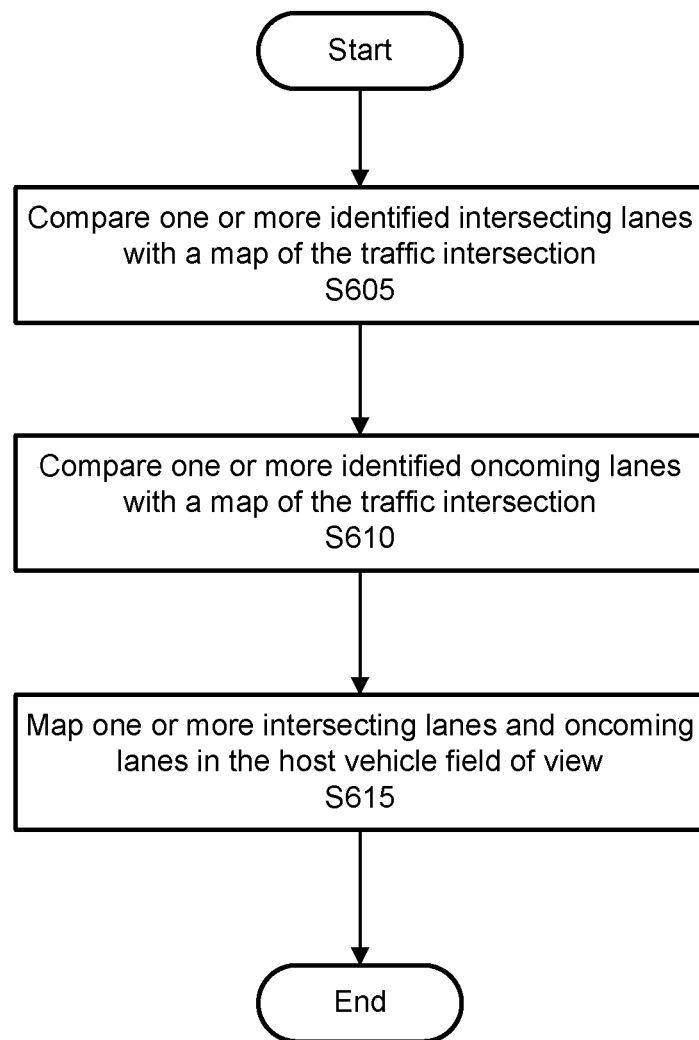 Start
Compare one or more identified intersecting lanes
with a map of the traffic intersection
S605
Compare one or more identified oncoming lanes
with a map of the traffic intersection
S610
Map one or more intersecting lanes and oncoming
lanes in the host vehicle field of view
S615
End